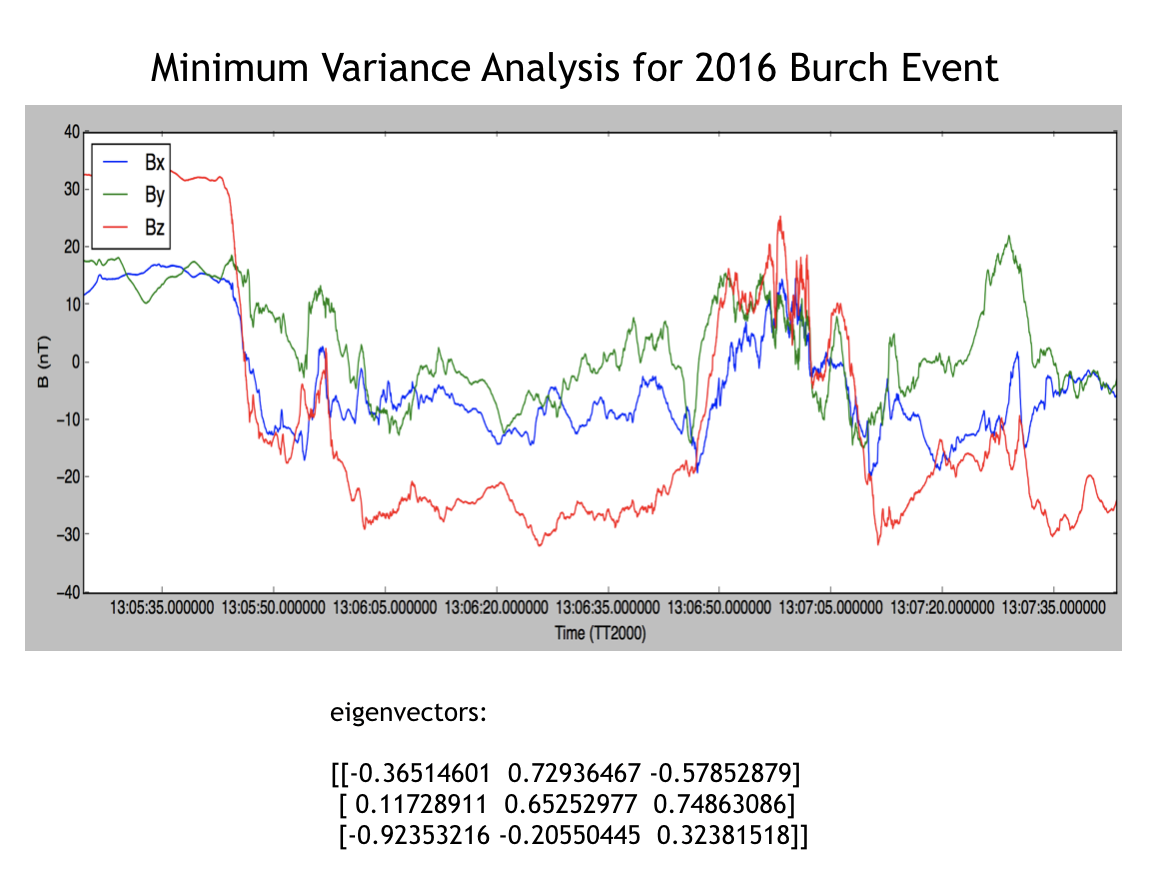 Minimum Variance Analysis for 2016 Burch Event
40
30
20
10
0
−10
−20
−30
−40
B (nT)
Bx
By
Bz
13:05:35.000000 13:05:50.000000 13:06:05.000000 13:06:20.000000 13:06:35.000000 13:06:50.000000 13:07:05.000000 13:07:20.000000 13:07:35.000000
Time (TT2000)
eigenvectors:
[[-0.36514601 0.72936467 -0.57852879]
[ 0.11728911 0.65252977 0.74863086]
[-0.92353216 -0.20550445 0.32381518]]